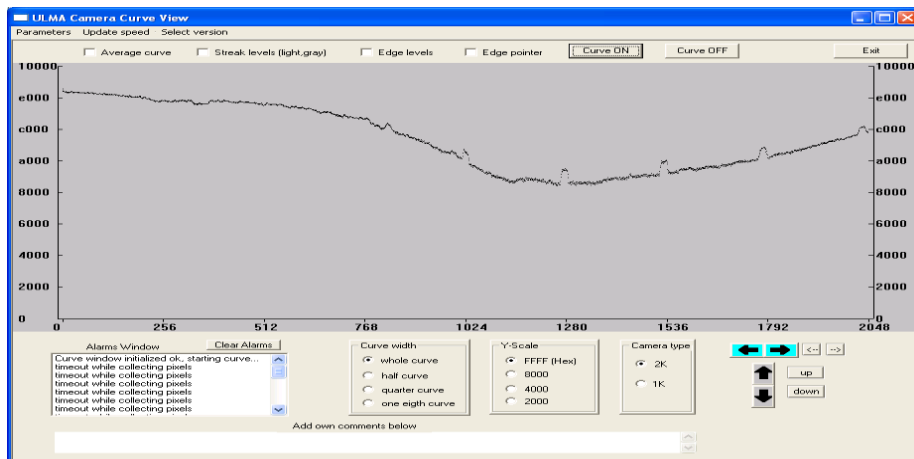 ULMA Camera Curve View
Parameters Update speed Select version
Average curve Streak levels (light,gray) Edge levels Edge pointer Curve ON Curve OFF Exit
10000 10000
e000 e000
c000 c000
a000 a000
8000 8000
6000 6000
4000 4000
2000 2000
0 0
0 256 512 768 1024 1280 1536 1792 2048
Alarms Window Clear Alarms
Curve window initialized ok, starting curve...
timeout while collecting pixels
timeout while collecting pixels
timeout while collecting pixels
timeout while collecting pixels
timeout while collecting pixels
Curve width
whole curve
half curve
quarter curve
one eigth curve
Y-Scale
FFFF (Hex)
8000
4000
2000
Camera type
2K
1K
<-- -->
up
down
Add own comments below